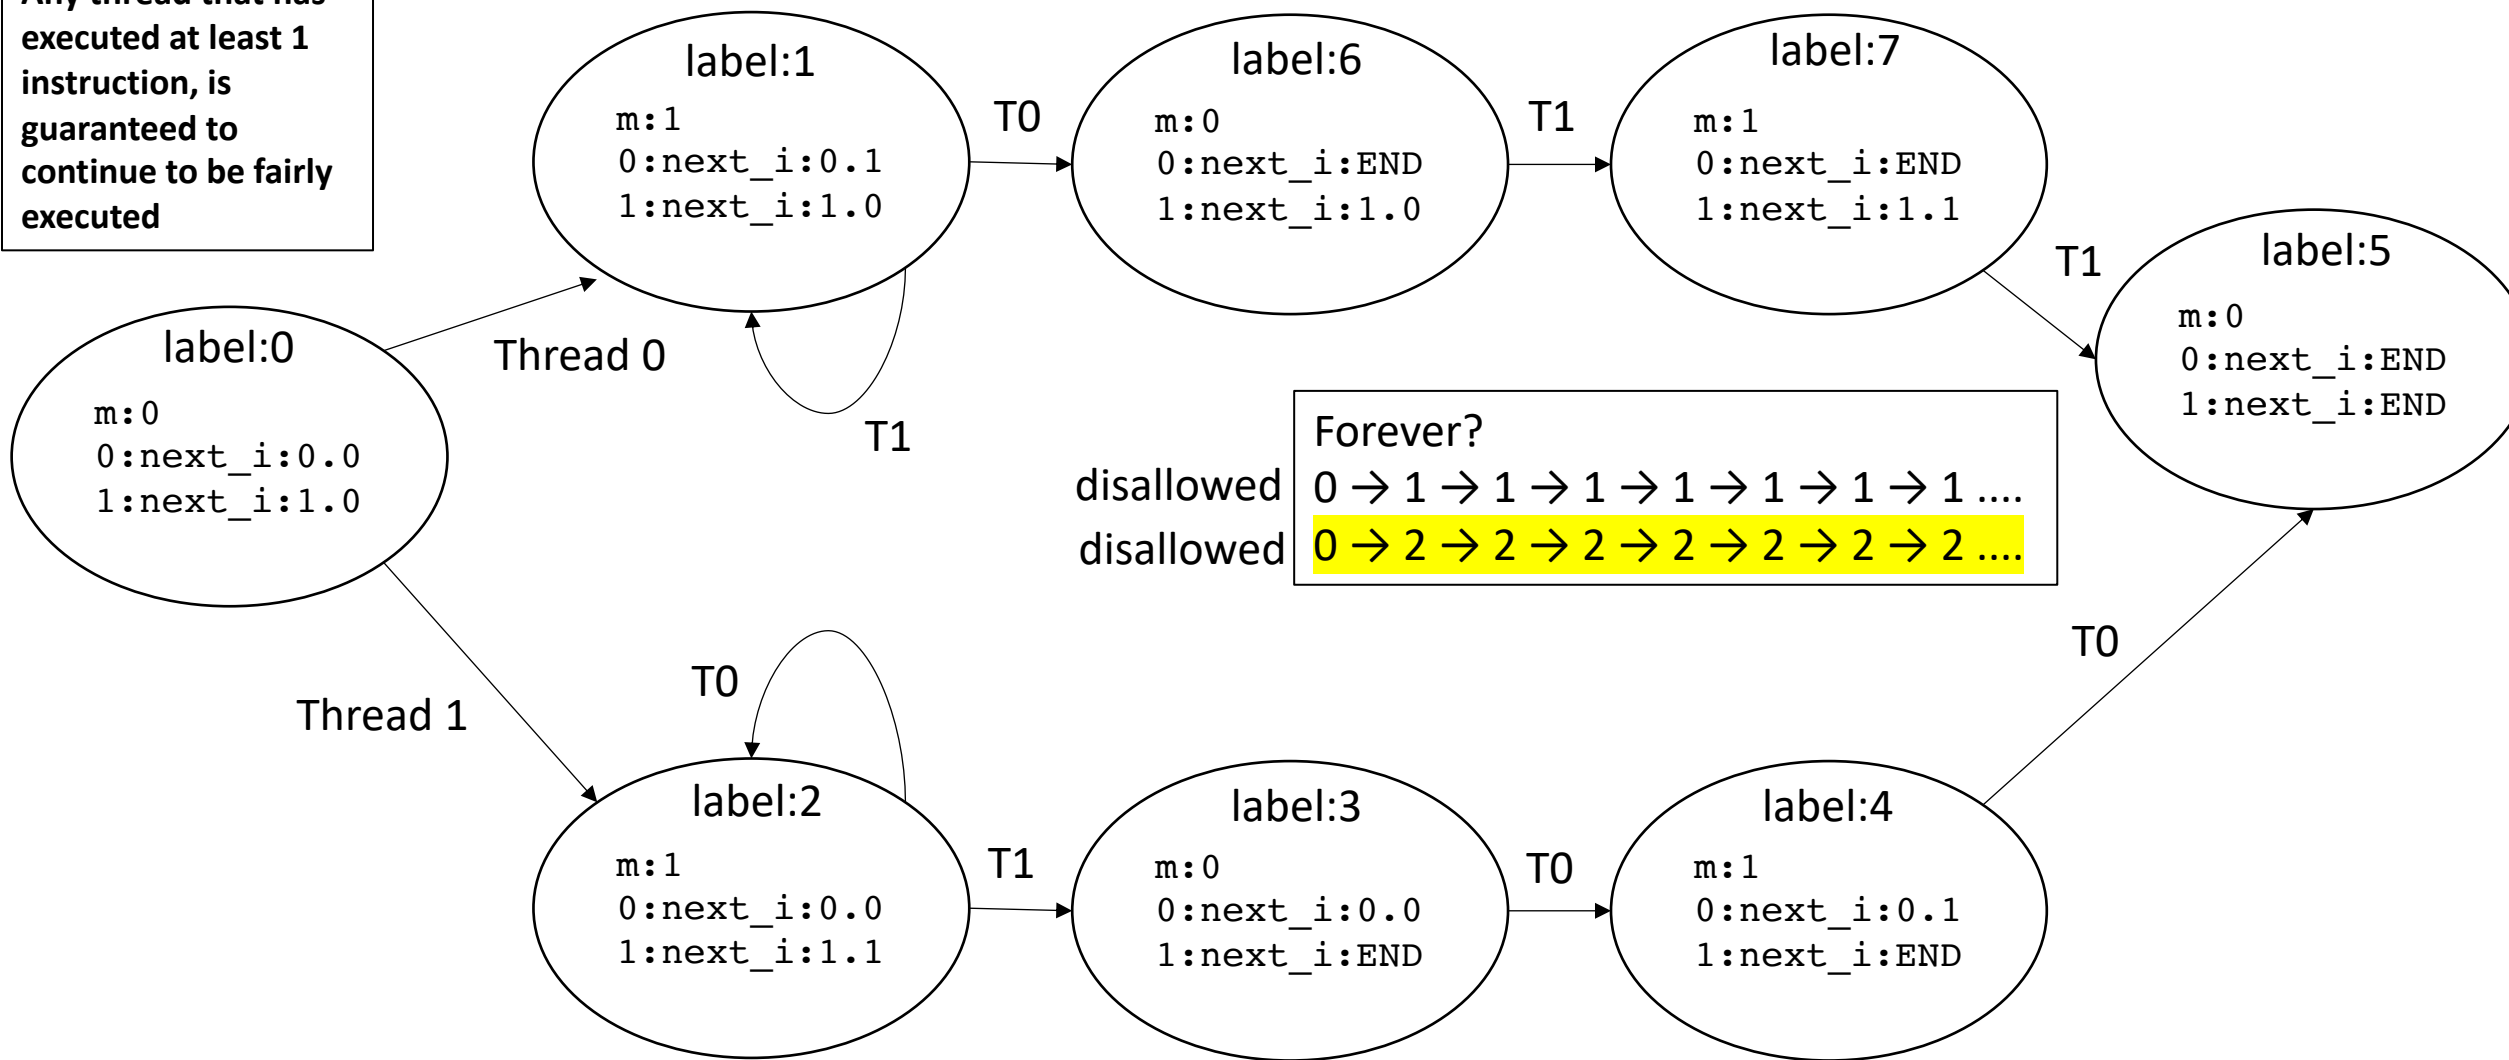 Any thread that has
executed at least 1
instruction, is
guaranteed to
continue to be fairly
executed
label:0
m:0
0:next_i:0.0
1:next_i:1.0
Thread 0
Thread 1
label:1
m:1
0:next_i:0.1
1:next_i:1.0
T1
T0
label:6
m:0
0:next_i:END
1:next_i:1.0
T1
label:7
m:1
0:next_i:END
1:next_i:1.1
T1
label:5
m:0
0:next_i:END
1:next_i:END
Forever?
disallowed 0 → 1 → 1 → 1 → 1 → 1 → 1 → 1 ....
disallowed 0 → 2 → 2 → 2 → 2 → 2 → 2 → 2 ....
T0
label:2
m:1
0:next_i:0.0
1:next_i:1.1
T1
label:3
m:0
0:next_i:0.0
1:next_i:END
T0
label:4
m:1
0:next_i:0.1
1:next_i:END
T0